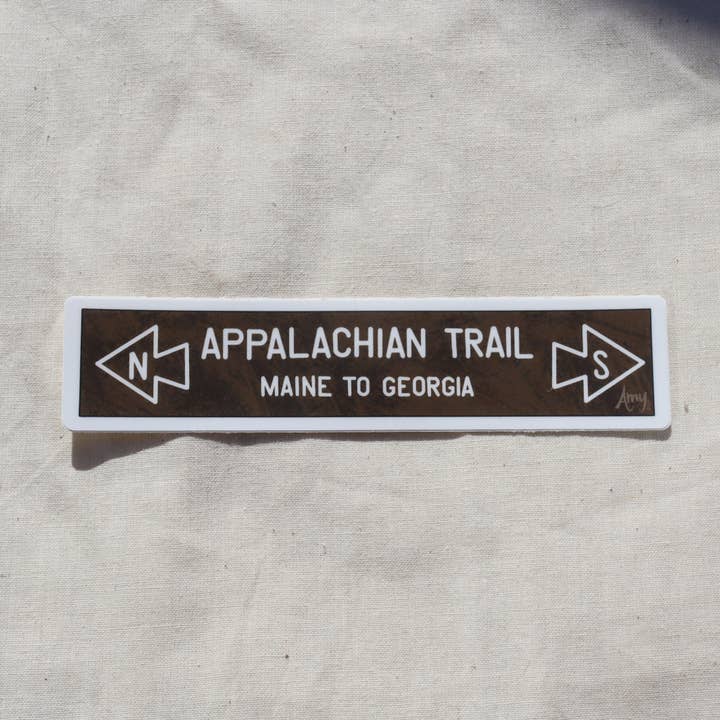 N APPALACHIAN TRAIL S
MAINE TO GEORGIA
Amy